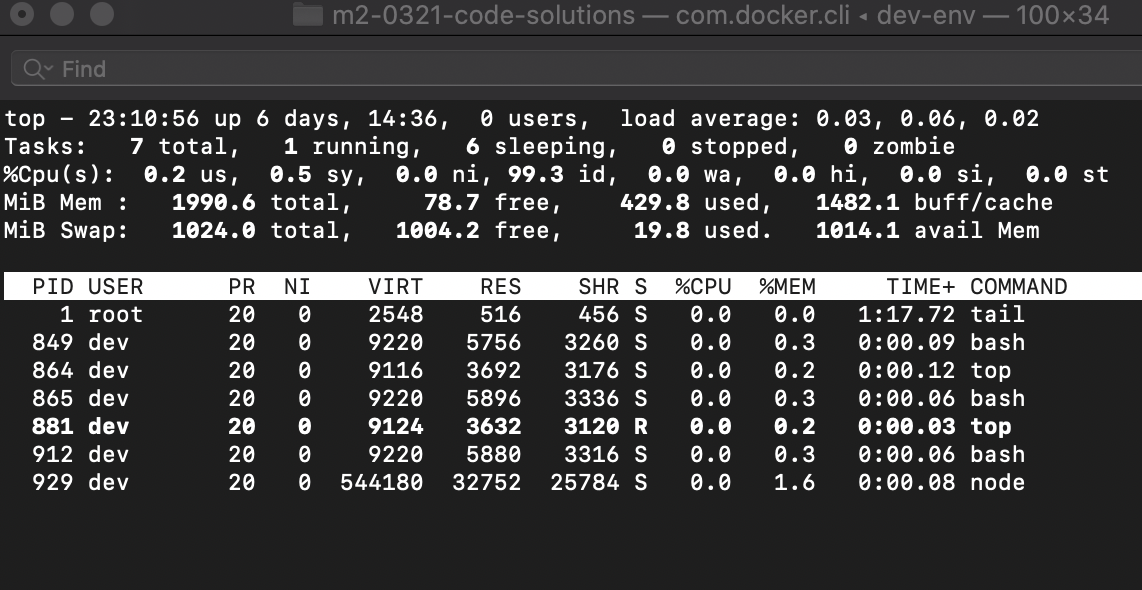 m2-0321-code-solutions — com.docker.cli ◂ dev-env — 100×34
Find
top - 23:10:56 up 6 days, 14:36,  0 users,  load average: 0.03, 0.06, 0.02
Tasks:   7 total,   1 running,   6 sleeping,   0 stopped,   0 zombie
%Cpu(s):  0.2 us,  0.5 sy,  0.0 ni, 99.3 id,  0.0 wa,  0.0 hi,  0.0 si,  0.0 st
MiB Mem :   1990.6 total,     78.7 free,    429.8 used,   1482.1 buff/cache
MiB Swap:   1024.0 total,   1004.2 free,     19.8 used.   1014.1 avail Mem
  PID USER      PR  NI    VIRT    RES    SHR S  %CPU  %MEM     TIME+ COMMAND
    1 root      20   0    2548    516    456 S   0.0   0.0   1:17.72 tail
  849 dev       20   0    9220   5756   3260 S   0.0   0.3   0:00.09 bash
  864 dev       20   0    9116   3692   3176 S   0.0   0.2   0:00.12 top
  865 dev       20   0    9220   5896   3336 S   0.0   0.3   0:00.06 bash
  881 dev       20   0    9124   3632   3120 R   0.0   0.2   0:00.03 top
  912 dev       20   0    9220   5880   3316 S   0.0   0.3   0:00.06 bash
  929 dev       20   0  544180  32752  25784 S   0.0   1.6   0:00.08 node